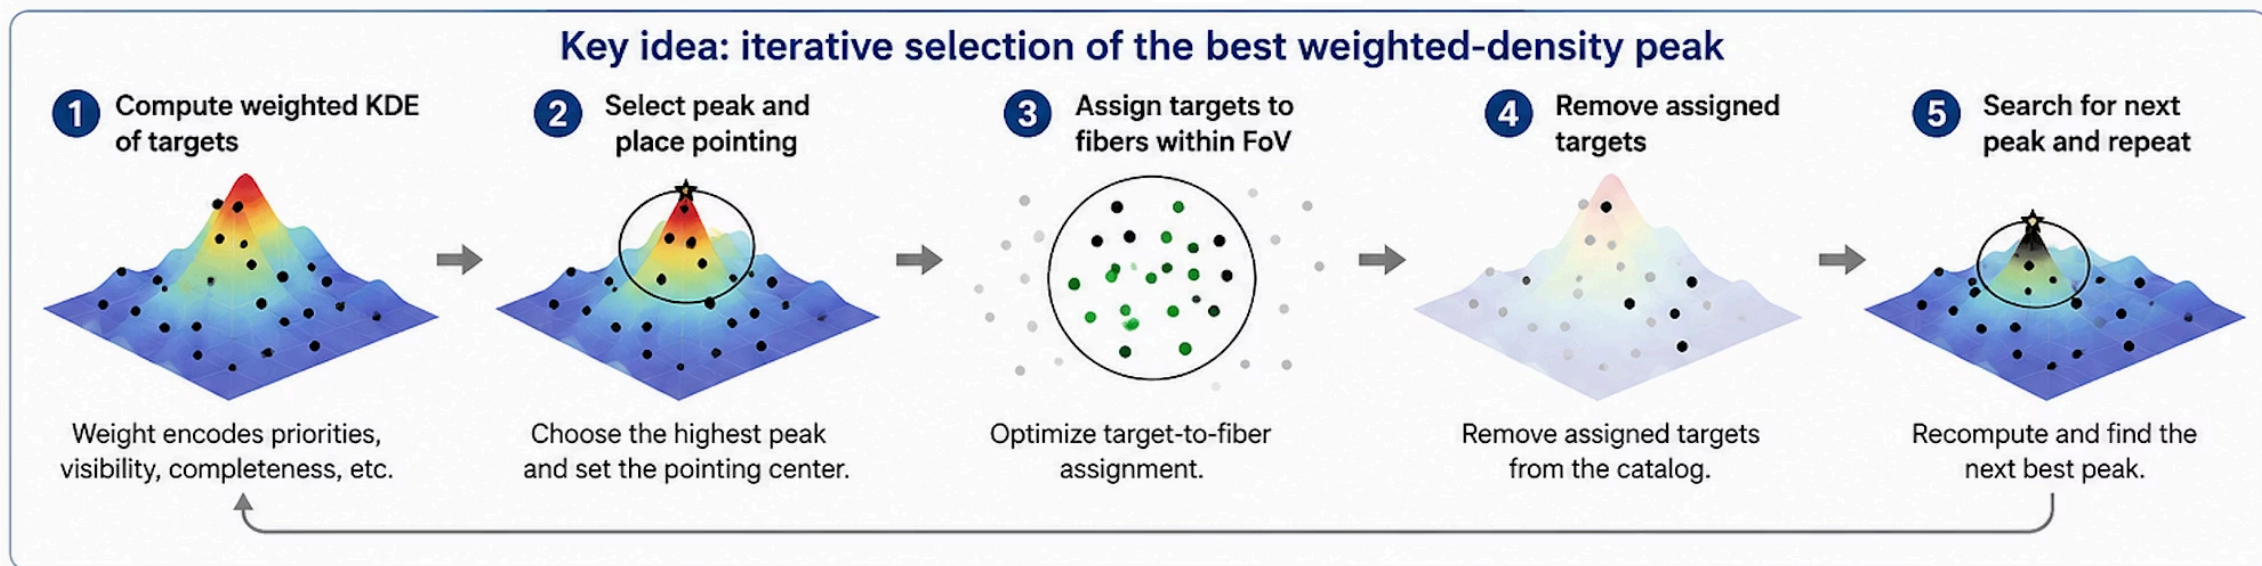 Key idea: iterative selection of the best weighted-density peak
1
Compute weighted KDE
of targets
2
Select peak and
place pointing
3
Assign targets to
fibers within FoV
4
Remove assigned
targets
5
Search for next
peak and repeat
Weight encodes priorities,
visibility, completeness, etc.
Choose the highest peak
and set the pointing center.
Optimize target-to-fiber
assignment.
Remove assigned targets
from the catalog.
Recompute and find the
next best peak.